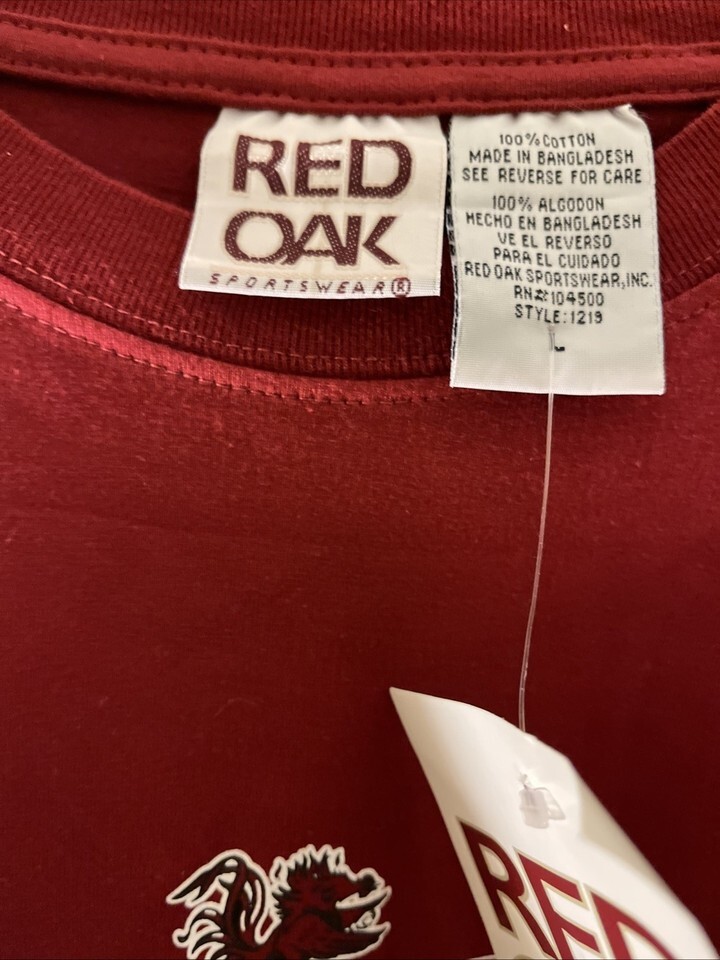 RED
OAK
SPORTSWEAR®
100% COTTON
MADE IN BANGLADESH
SEE REVERSE FOR CARE
100% ALGODON
HECHO EN BANGLADESH
VE EL REVERSO
PARA EL CUIDADO
RED OAK SPORTSWEAR, INC.
RN#104500
STYLE:1219
L
RED